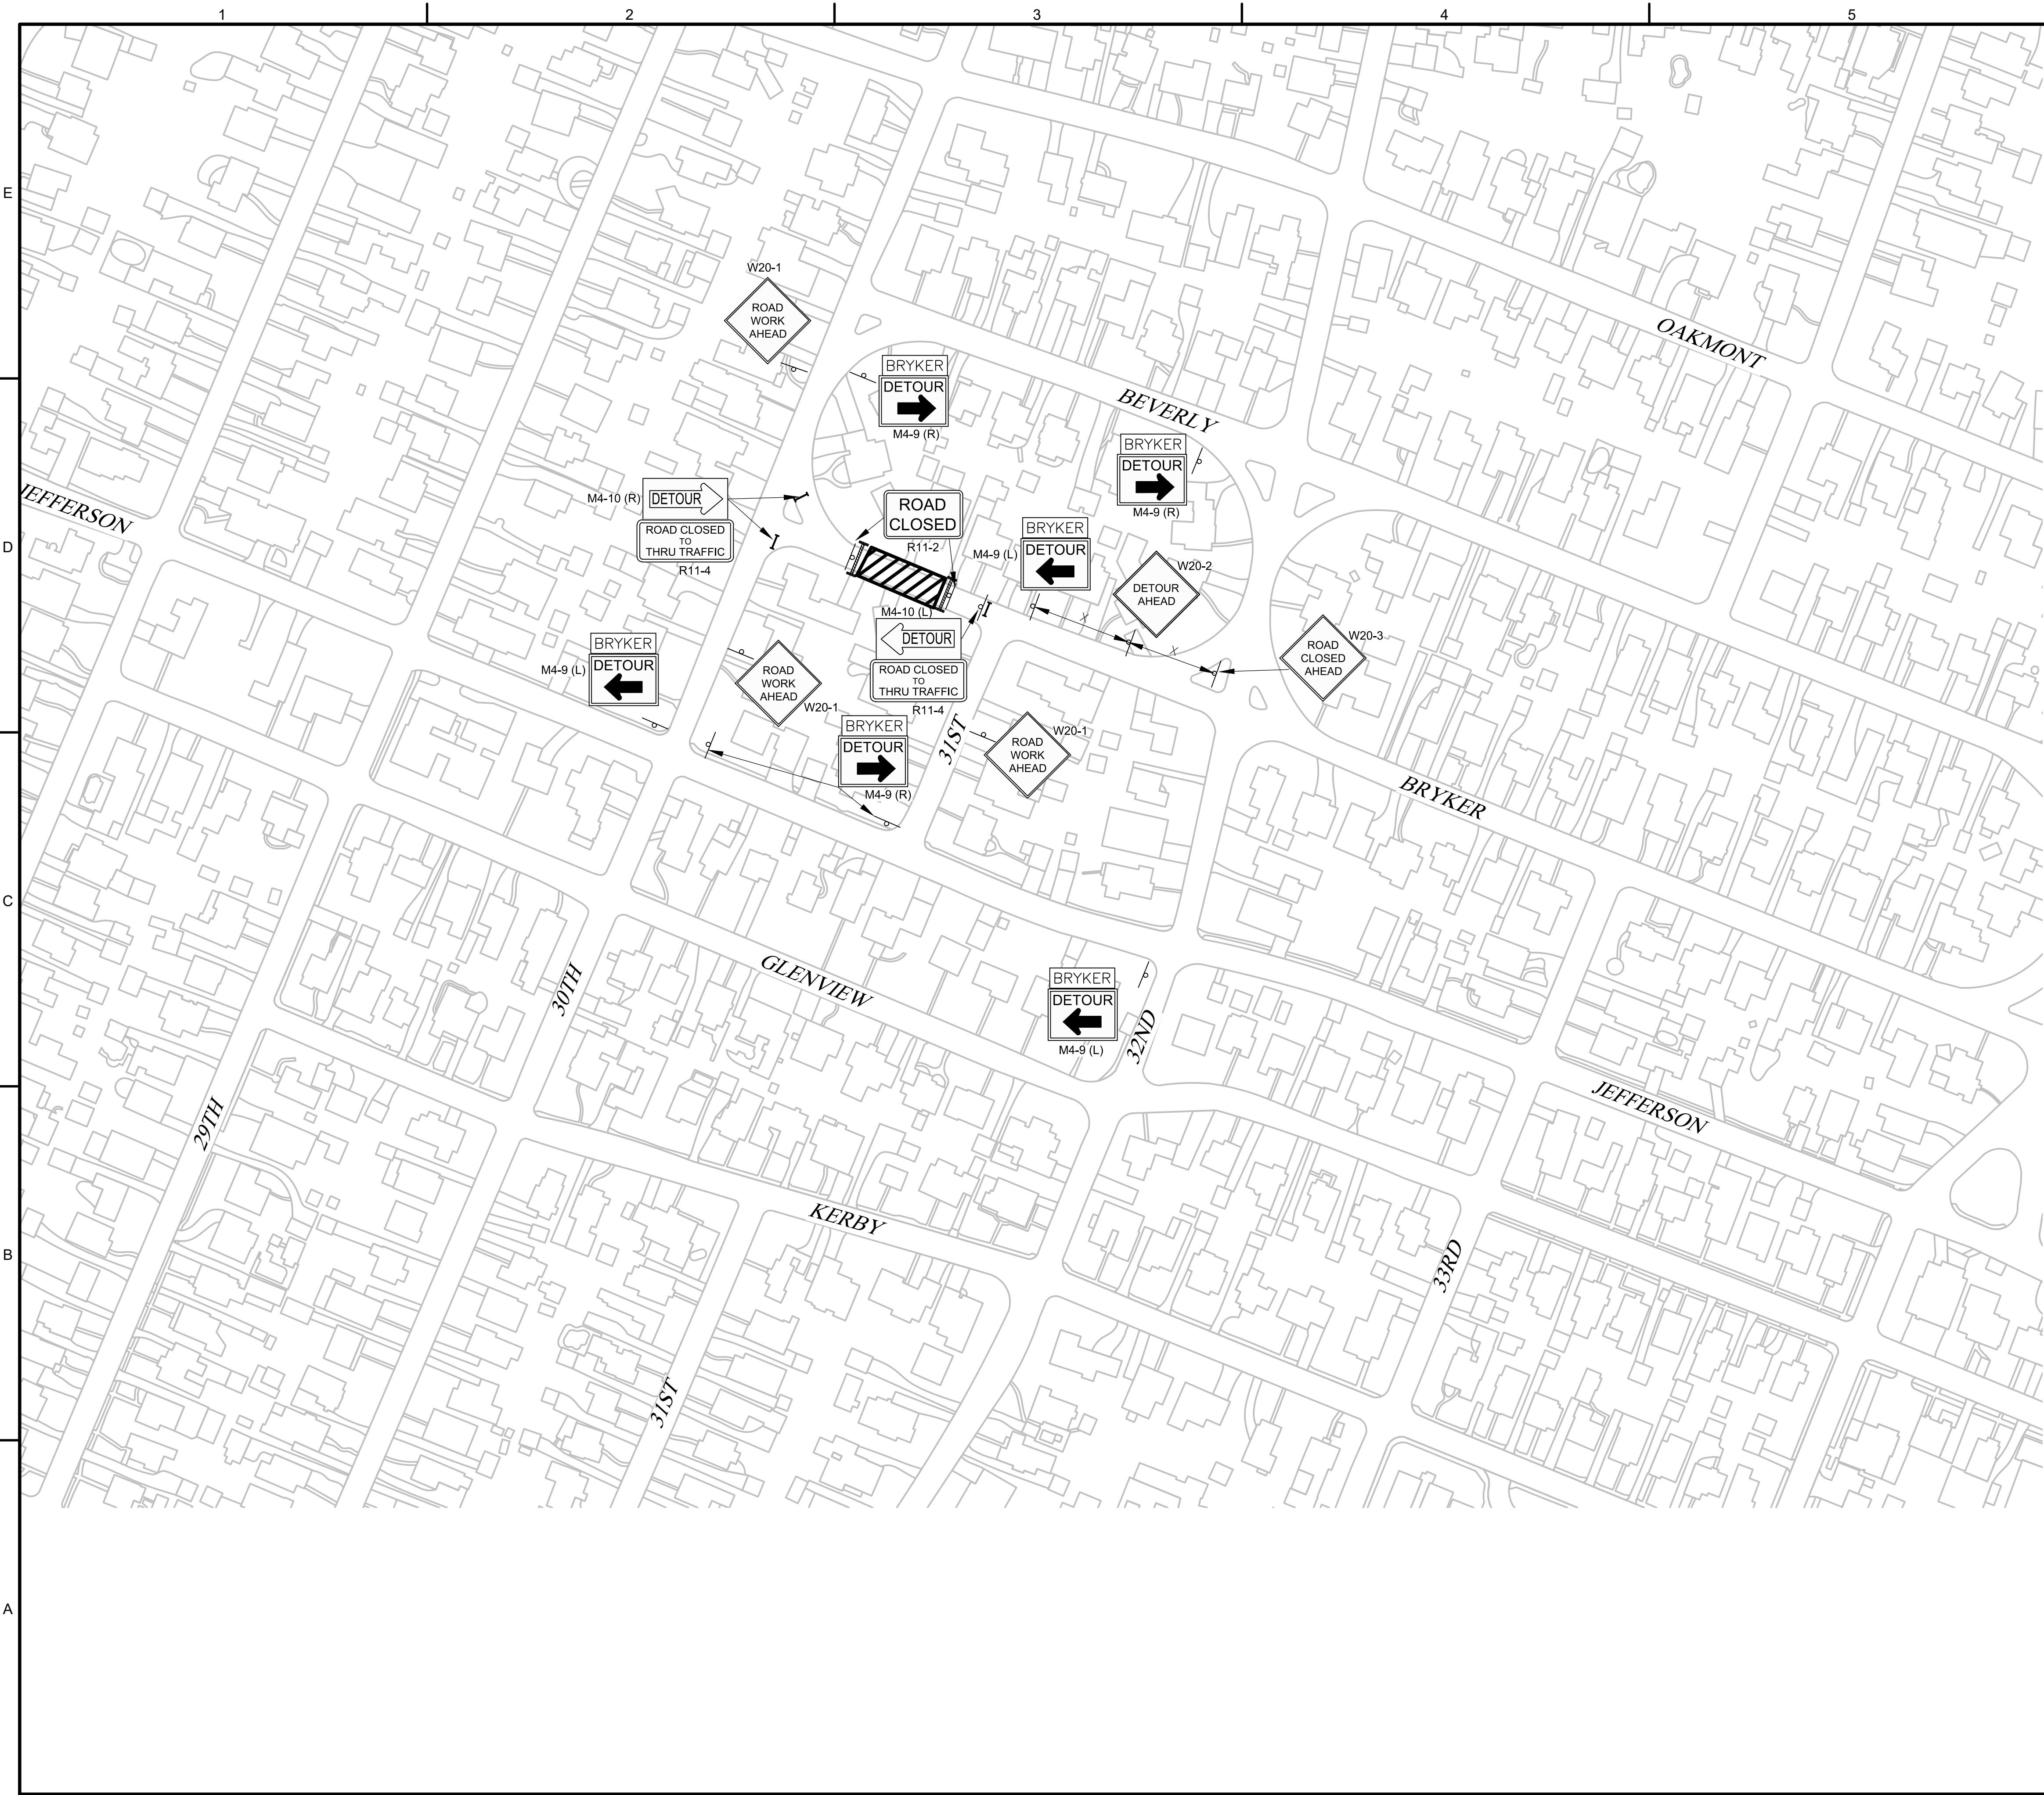 1
2
3
4
5
E
D
C
B
A
W20-1
ROAD
WORK
AHEAD
BRYKER
DETOUR
M4-9 (R)
OAKMONT
BEVERLY
BRYKER
DETOUR
M4-9 (R)
JEFFERSON
M4-10 (R)
DETOUR
ROAD CLOSED
TO
THRU TRAFFIC
R11-4
ROAD
CLOSED
R11-2
BRYKER
M4-9 (L)
DETOUR
W20-2
DETOUR
AHEAD
X
X
M4-10 (L)
DETOUR
ROAD CLOSED
TO
THRU TRAFFIC
R11-4
W20-3
ROAD
CLOSED
AHEAD
BRYKER
M4-9 (L)
DETOUR
ROAD
WORK
AHEAD
W20-1
BRYKER
DETOUR
M4-9 (R)
31ST
W20-1
ROAD
WORK
AHEAD
BRYKER
GLENVIEW
30TH
BRYKER
DETOUR
M4-9 (L)
32ND
JEFFERSON
29TH
KERBY
33RD
31ST